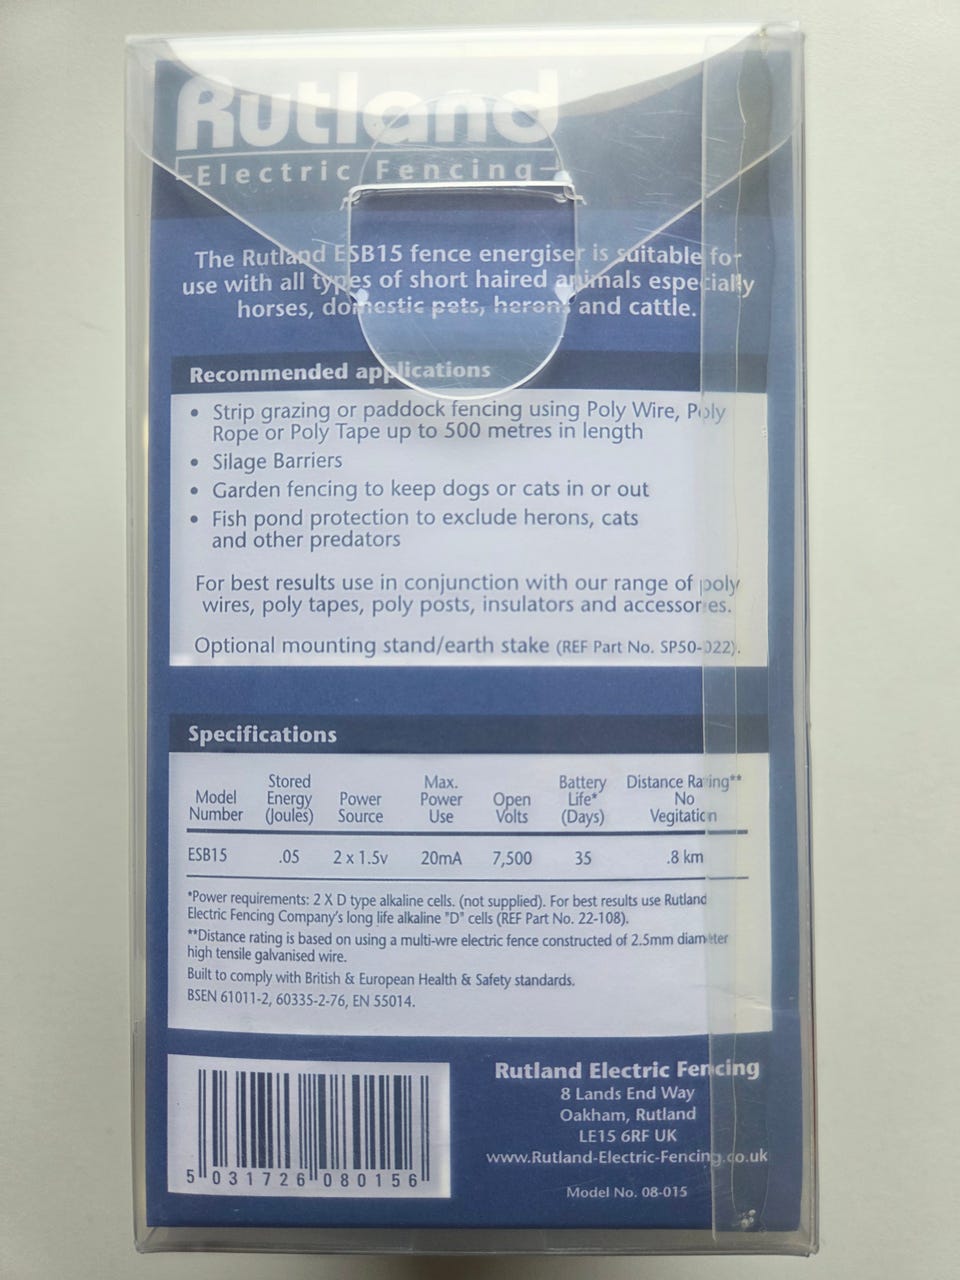 Rutland
Electric Fencing
The Rutland ESB15 fence energiser is suitable for
use with all types of short haired animals especially
horses, domestic pets, herons and cattle.
Recommended applications
• Strip grazing or paddock fencing using Poly Wire, Poly
Rope or Poly Tape up to 500 metres in length
• Silage Barriers
• Garden fencing to keep dogs or cats in or out
• Fish pond protection to exclude herons, cats
and other predators
For best results use in conjunction with our range of poly
wires, poly tapes, poly posts, insulators and accessories.
Optional mounting stand/earth stake (REF Part No. SP50-022).
Specifications
Model Number Stored Energy (Joules) Power Source Max. Power Use Open Volts Battery Life* (Days) Distance Rating** No Vegitation
ESB15 .05 2 x 1.5v 20mA 7,500 35 .8 km
*Power requirements: 2 X D type alkaline cells. (not supplied). For best results use Rutland
Electric Fencing Company's long life alkaline "D" cells (REF Part No. 22-108).
**Distance rating is based on using a multi-wre electric fence constructed of 2.5mm diameter
high tensile galvanised wire.
Built to comply with British & European Health & Safety standards.
BSEN 61011-2, 60335-2-76, EN 55014.
5 031726 080156
Rutland Electric Fencing
8 Lands End Way
Oakham, Rutland
LE15 6RF UK
www.Rutland-Electric-Fencing.co.uk
Model No. 08-015